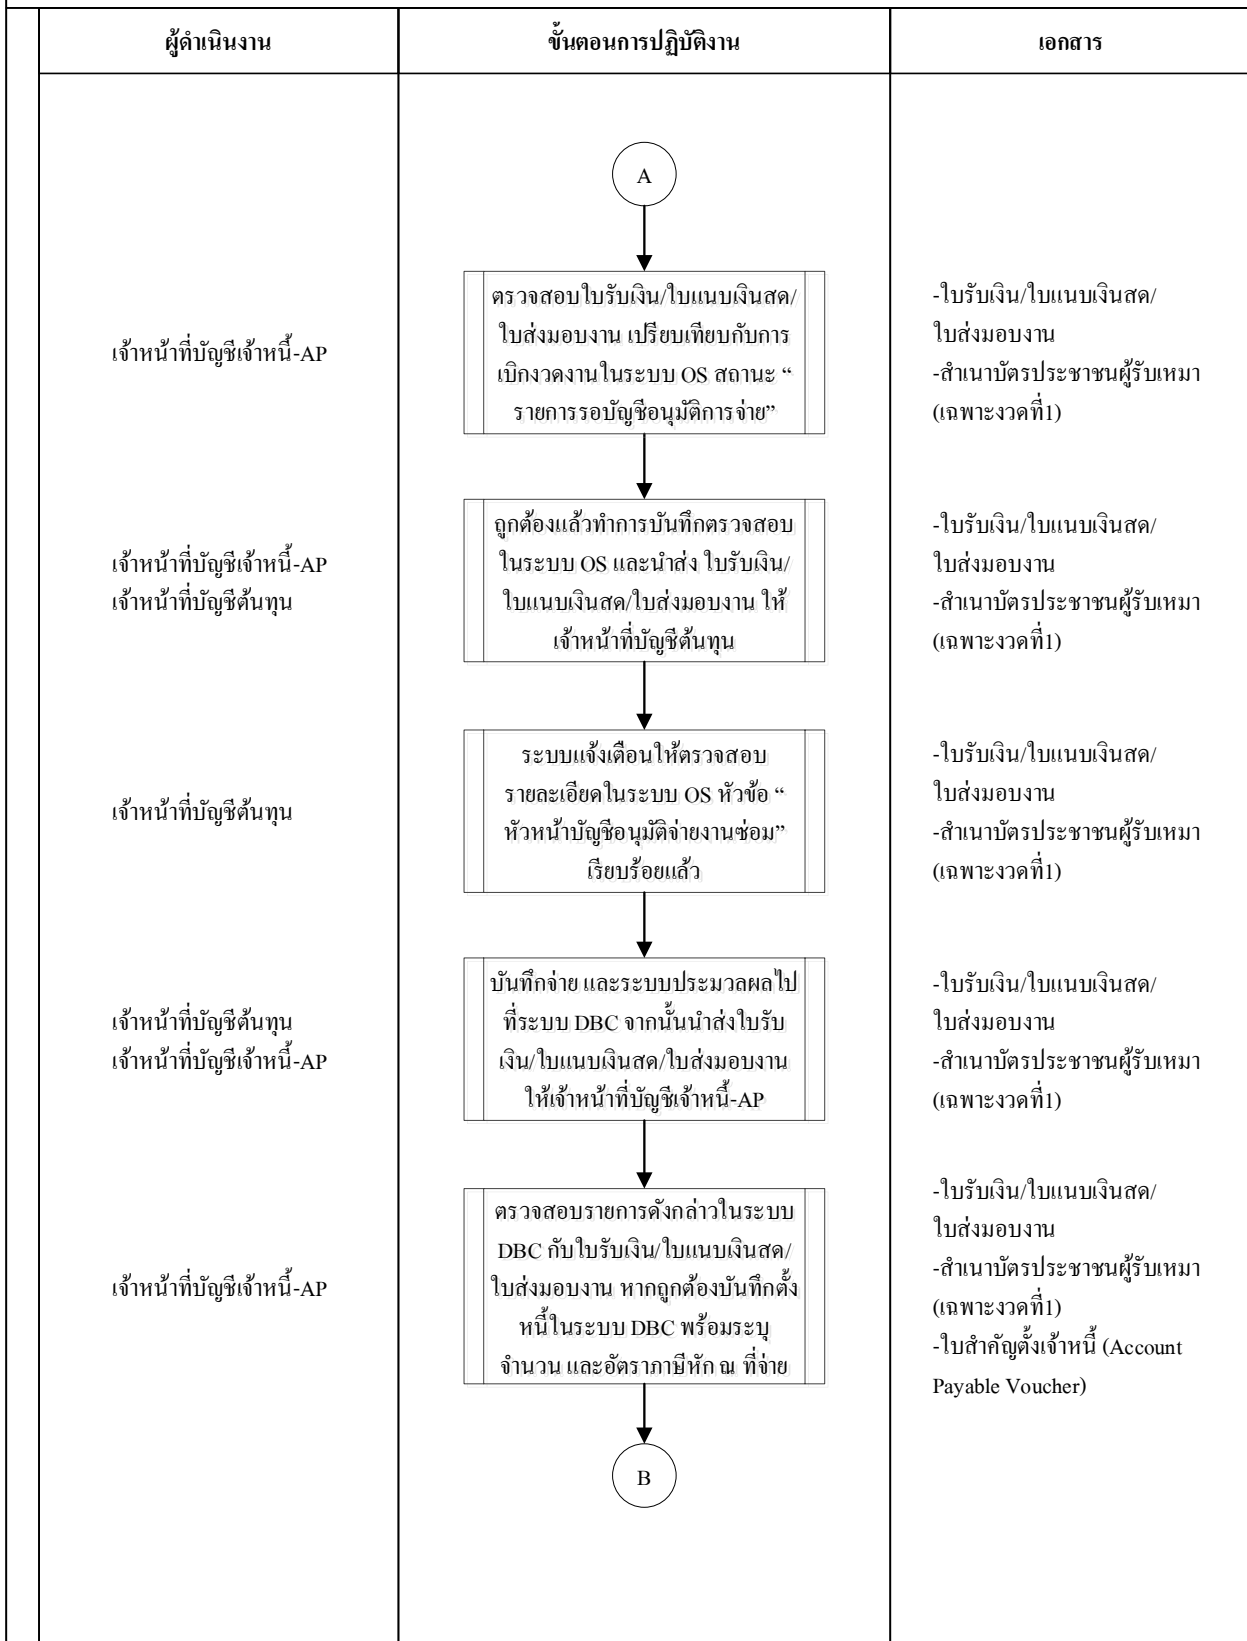 ผู้ดำเนินงาน
ขั้นตอนการปฏิบัติงาน
เอกสาร
A
เจ้าหน้าที่บัญชีเจ้าหนี้-AP
ตรวจสอบใบรับเงิน/ใบแนบเงินสด/
ใบส่งมอบงาน เปรียบเทียบกับการ
เบิกงวดงานในระบบ OS สถานะ “
รายการรอบัญชีอนุมัติการจ่าย”
-ใบรับเงิน/ใบแนบเงินสด/
ใบส่งมอบงาน
-สำเนาบัตรประชาชนผู้รับเหมา
(เฉพาะงวดที่1)
เจ้าหน้าที่บัญชีเจ้าหนี้-AP
เจ้าหน้าที่บัญชีต้นทุน
ถูกต้องแล้วทำการบันทึกตรวจสอบ
ในระบบ OS และนำส่ง ใบรับเงิน/
ใบแนบเงินสด/ใบส่งมอบงาน ให้
เจ้าหน้าที่บัญชีต้นทุน
-ใบรับเงิน/ใบแนบเงินสด/
ใบส่งมอบงาน
-สำเนาบัตรประชาชนผู้รับเหมา
(เฉพาะงวดที่1)
เจ้าหน้าที่บัญชีต้นทุน
ระบบแจ้งเตือนให้ตรวจสอบ
รายละเอียดในระบบ OS หัวข้อ “
หัวหน้าบัญชีอนุมัติจ่ายงานซ่อม”
เรียบร้อยแล้ว
-ใบรับเงิน/ใบแนบเงินสด/
ใบส่งมอบงาน
-สำเนาบัตรประชาชนผู้รับเหมา
(เฉพาะงวดที่1)
เจ้าหน้าที่บัญชีต้นทุน
เจ้าหน้าที่บัญชีเจ้าหนี้-AP
บันทึกจ่าย และระบบประมวลผลไป
ที่ระบบ DBC จากนั้นนำส่งใบรับ
เงิน/ใบแนบเงินสด/ใบส่งมอบงาน
ให้เจ้าหน้าที่บัญชีเจ้าหนี้-AP
-ใบรับเงิน/ใบแนบเงินสด/
ใบส่งมอบงาน
-สำเนาบัตรประชาชนผู้รับเหมา
(เฉพาะงวดที่1)
เจ้าหน้าที่บัญชีเจ้าหนี้-AP
ตรวจสอบรายการดังกล่าวในระบบ
DBC กับใบรับเงิน/ใบแนบเงินสด/
ใบส่งมอบงาน หากถูกต้องบันทึกตั้ง
หนี้ในระบบ DBC พร้อมระบุ
จำนวน และอัตราภาษีหัก ณ ที่จ่าย
-ใบรับเงิน/ใบแนบเงินสด/
ใบส่งมอบงาน
-สำเนาบัตรประชาชนผู้รับเหมา
(เฉพาะงวดที่1)
-ใบสำคัญตั้งเจ้าหนี้ (Account
Payable Voucher)
B